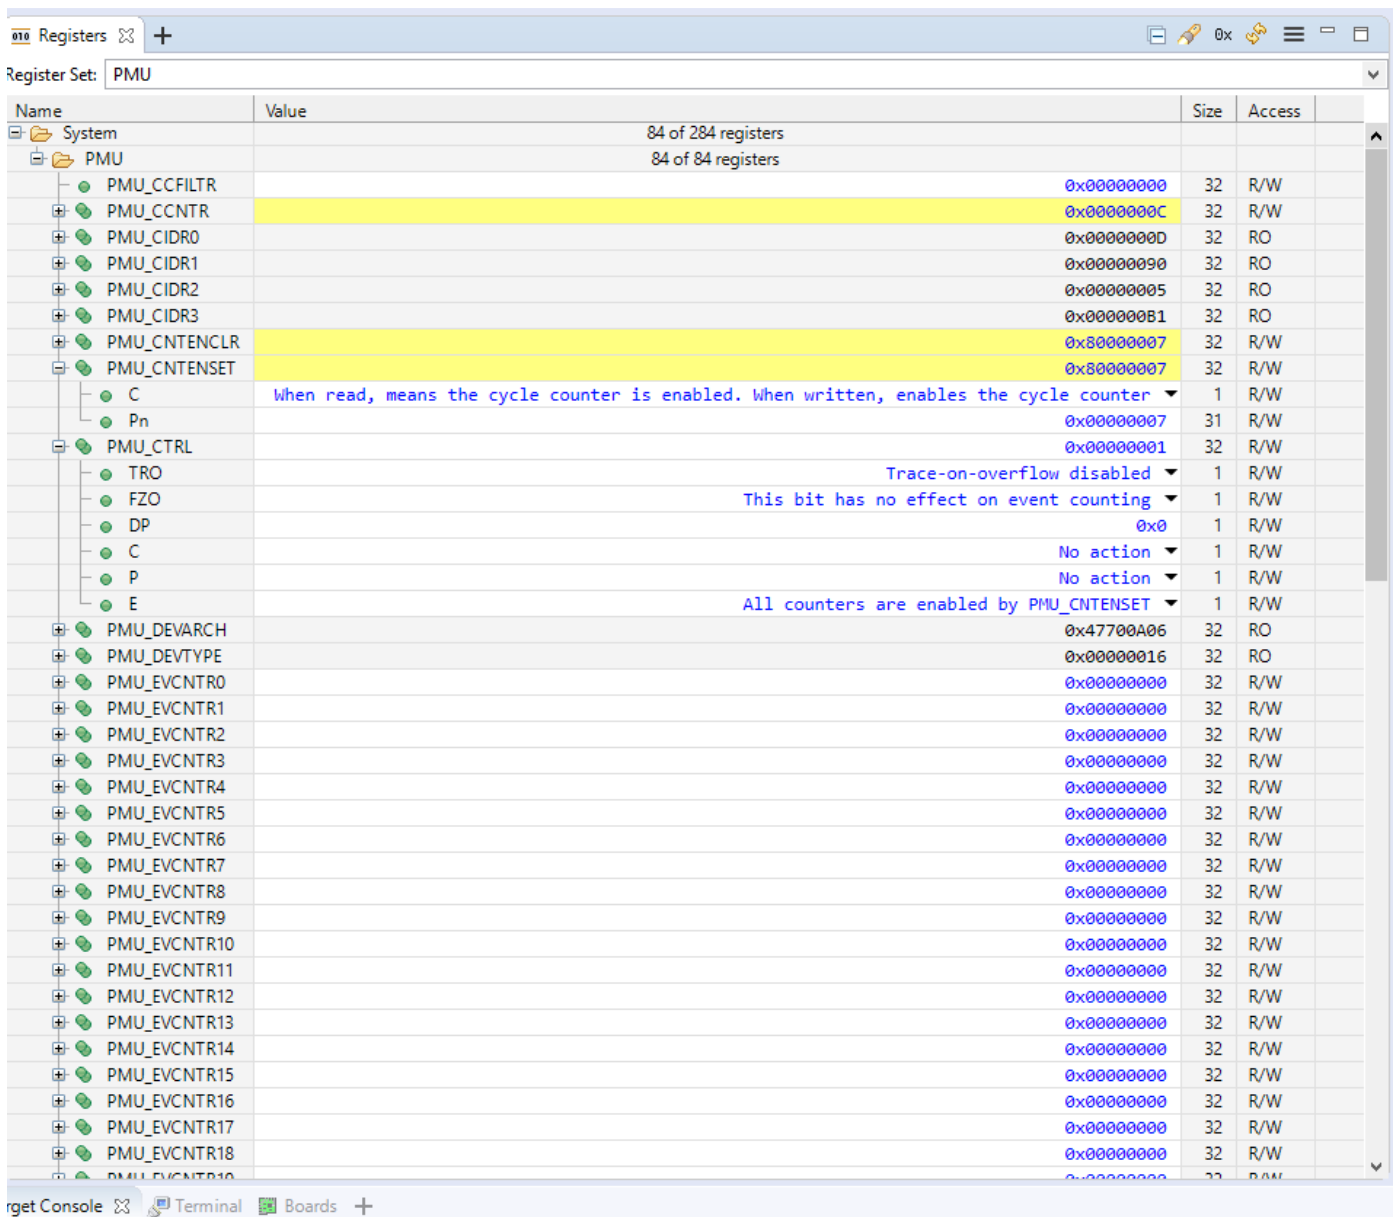 Registers
0x
Register Set: PMU
Name Value Size Access
System 84 of 284 registers
PMU 84 of 84 registers
PMU_CCFILTR 0x00000000 32 R/W
PMU_CCNTR 0x0000000C 32 R/W
PMU_CIDR0 0x0000000D 32 RO
PMU_CIDR1 0x00000090 32 RO
PMU_CIDR2 0x00000005 32 RO
PMU_CIDR3 0x000000B1 32 RO
PMU_CNTENCLR 0x80000007 32 R/W
PMU_CNTENSET 0x80000007 32 R/W
C When read, means the cycle counter is enabled. When written, enables the cycle counter 1 R/W
Pn 0x00000007 31 R/W
PMU_CTRL 0x00000001 32 R/W
TRO Trace-on-overflow disabled 1 R/W
FZO This bit has no effect on event counting 1 R/W
DP 0x0 1 R/W
C No action 1 R/W
P No action 1 R/W
E All counters are enabled by PMU_CNTENSET 1 R/W
PMU_DEVARCH 0x47700A06 32 RO
PMU_DEVTYPE 0x00000016 32 RO
PMU_EVCNTR0 0x00000000 32 R/W
PMU_EVCNTR1 0x00000000 32 R/W
PMU_EVCNTR2 0x00000000 32 R/W
PMU_EVCNTR3 0x00000000 32 R/W
PMU_EVCNTR4 0x00000000 32 R/W
PMU_EVCNTR5 0x00000000 32 R/W
PMU_EVCNTR6 0x00000000 32 R/W
PMU_EVCNTR7 0x00000000 32 R/W
PMU_EVCNTR8 0x00000000 32 R/W
PMU_EVCNTR9 0x00000000 32 R/W
PMU_EVCNTR10 0x00000000 32 R/W
PMU_EVCNTR11 0x00000000 32 R/W
PMU_EVCNTR12 0x00000000 32 R/W
PMU_EVCNTR13 0x00000000 32 R/W
PMU_EVCNTR14 0x00000000 32 R/W
PMU_EVCNTR15 0x00000000 32 R/W
PMU_EVCNTR16 0x00000000 32 R/W
PMU_EVCNTR17 0x00000000 32 R/W
PMU_EVCNTR18 0x00000000 32 R/W
rget Console Terminal Boards